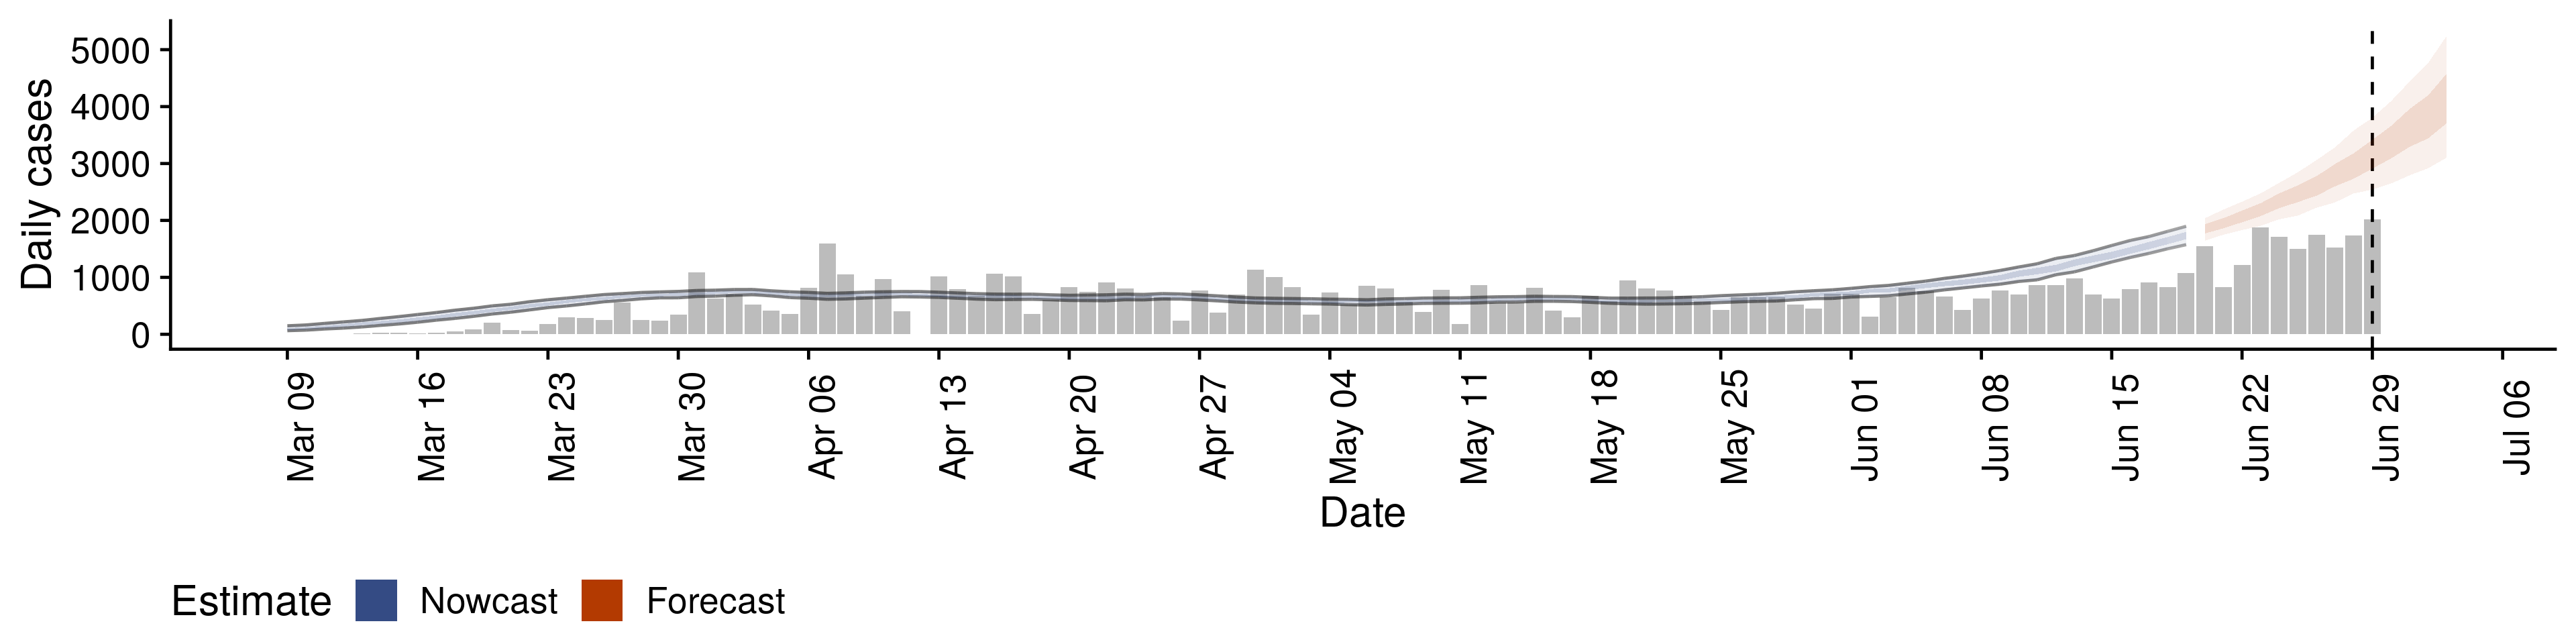 Daily cases
5000
4000
3000
2000
1000
0
Mar 09
Mar 16
Mar 23
Mar 30
Apr 06
Apr 13
Apr 20
Apr 27
May 04
May 11
May 18
May 25
Jun 01
Jun 08
Jun 15
Jun 22
Jun 29
Jul 06
Date
Estimate Nowcast Forecast